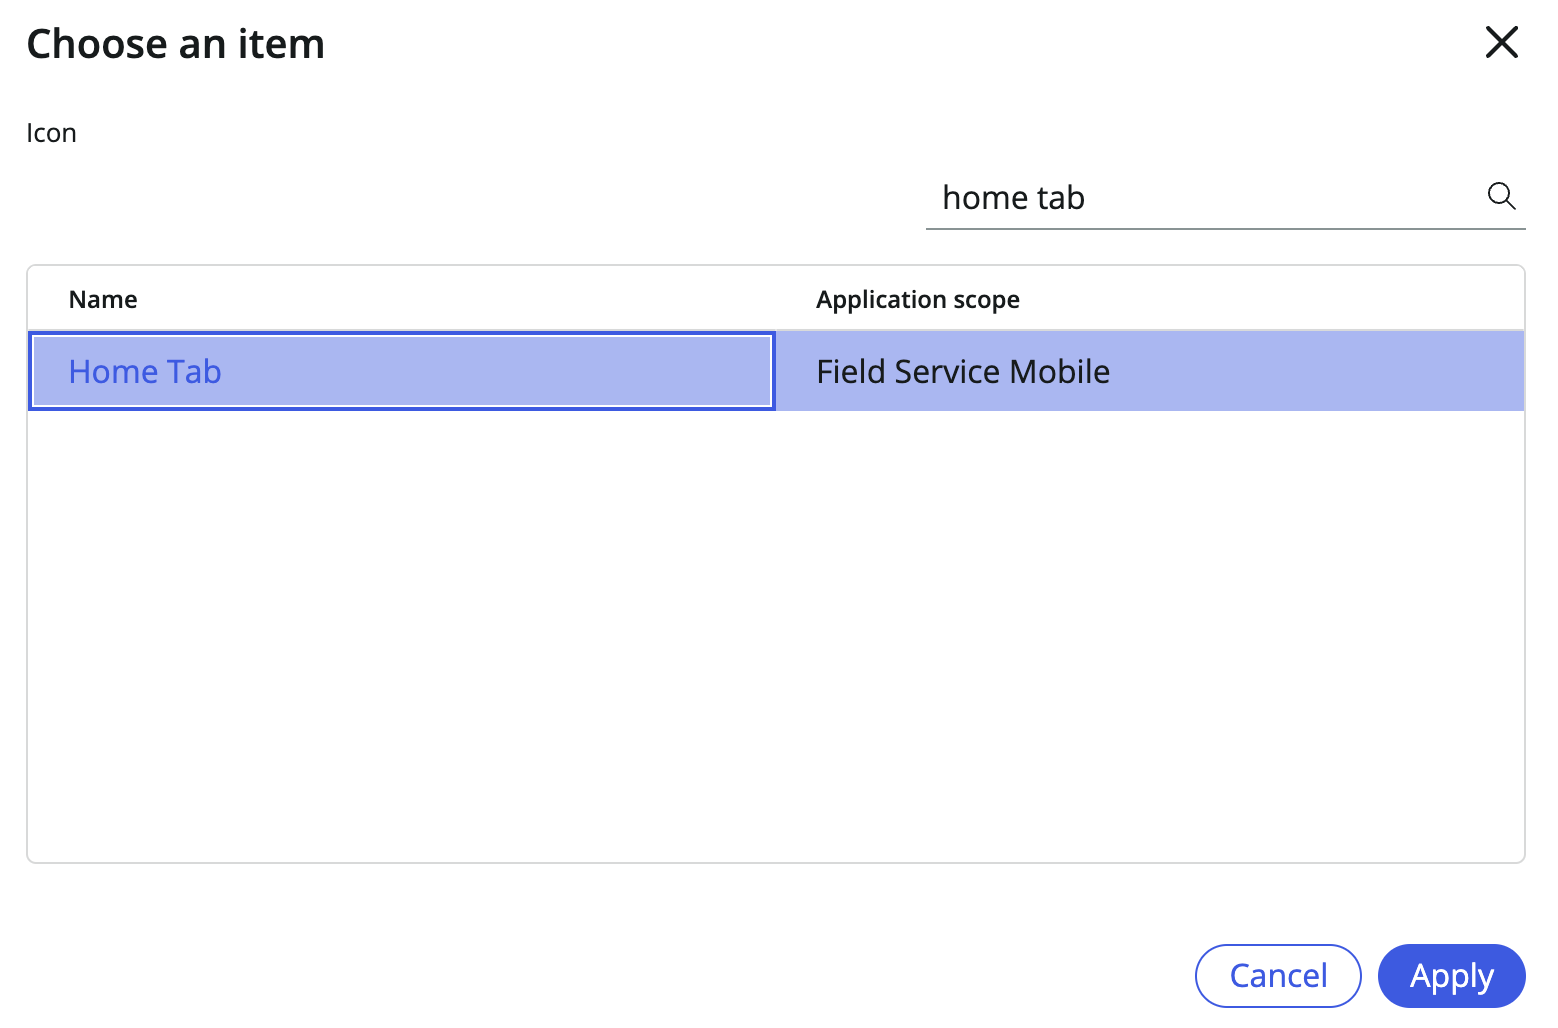 Choose an item
Icon
home tab
Name Application scope
Home Tab Field Service Mobile
Cancel Apply